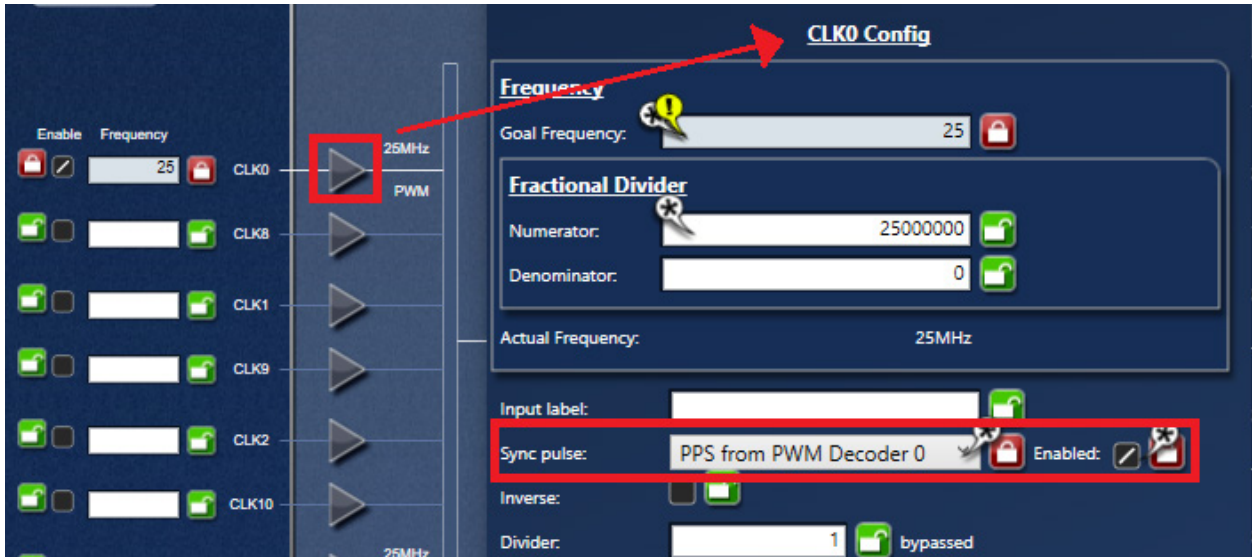 CLK0 Config
Frequency
Goal Frequency: 25
Fractional Divider
Numerator: 25000000
Denominator: 0
Actual Frequency: 25MHz
Input label:
Sync pulse: PPS from PWM Decoder 0 Enabled:
Inverse:
Divider: 1 bypassed
Enable Frequency
25 CLK0 25MHz
PWM
CLK8
CLK1
CLK9
CLK2
CLK10
25MHz